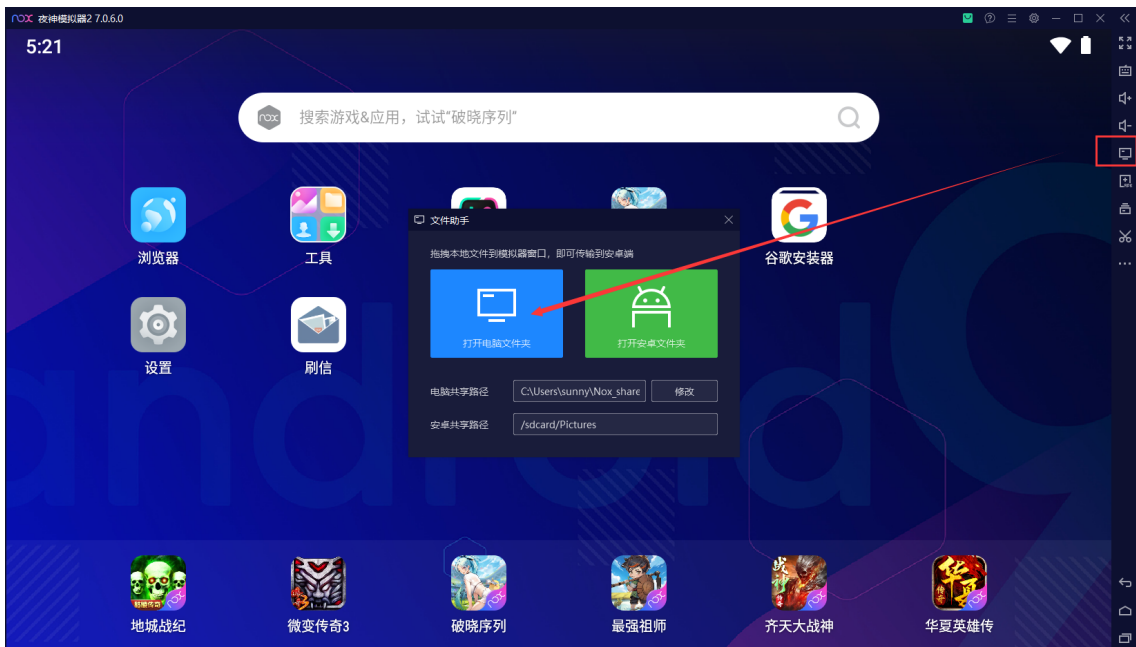 nox 夜神模拟器2 7.0.6.0
5:21
nox 搜索游戏&应用，试试"破晓序列"
浏览器
工具
谷歌安装器
文件助手
拖拽本地文件到模拟器窗口，即可传输到安卓端
打开电脑文件夹
打开安卓文件夹
电脑共享路径 C:\Users\sunny\Nox_share 修改
安卓共享路径 /sdcard/Pictures
设置
刷信
android 9
地城战纪
微变传奇3
破晓序列
最强祖师
齐天大战神
华夏英雄传